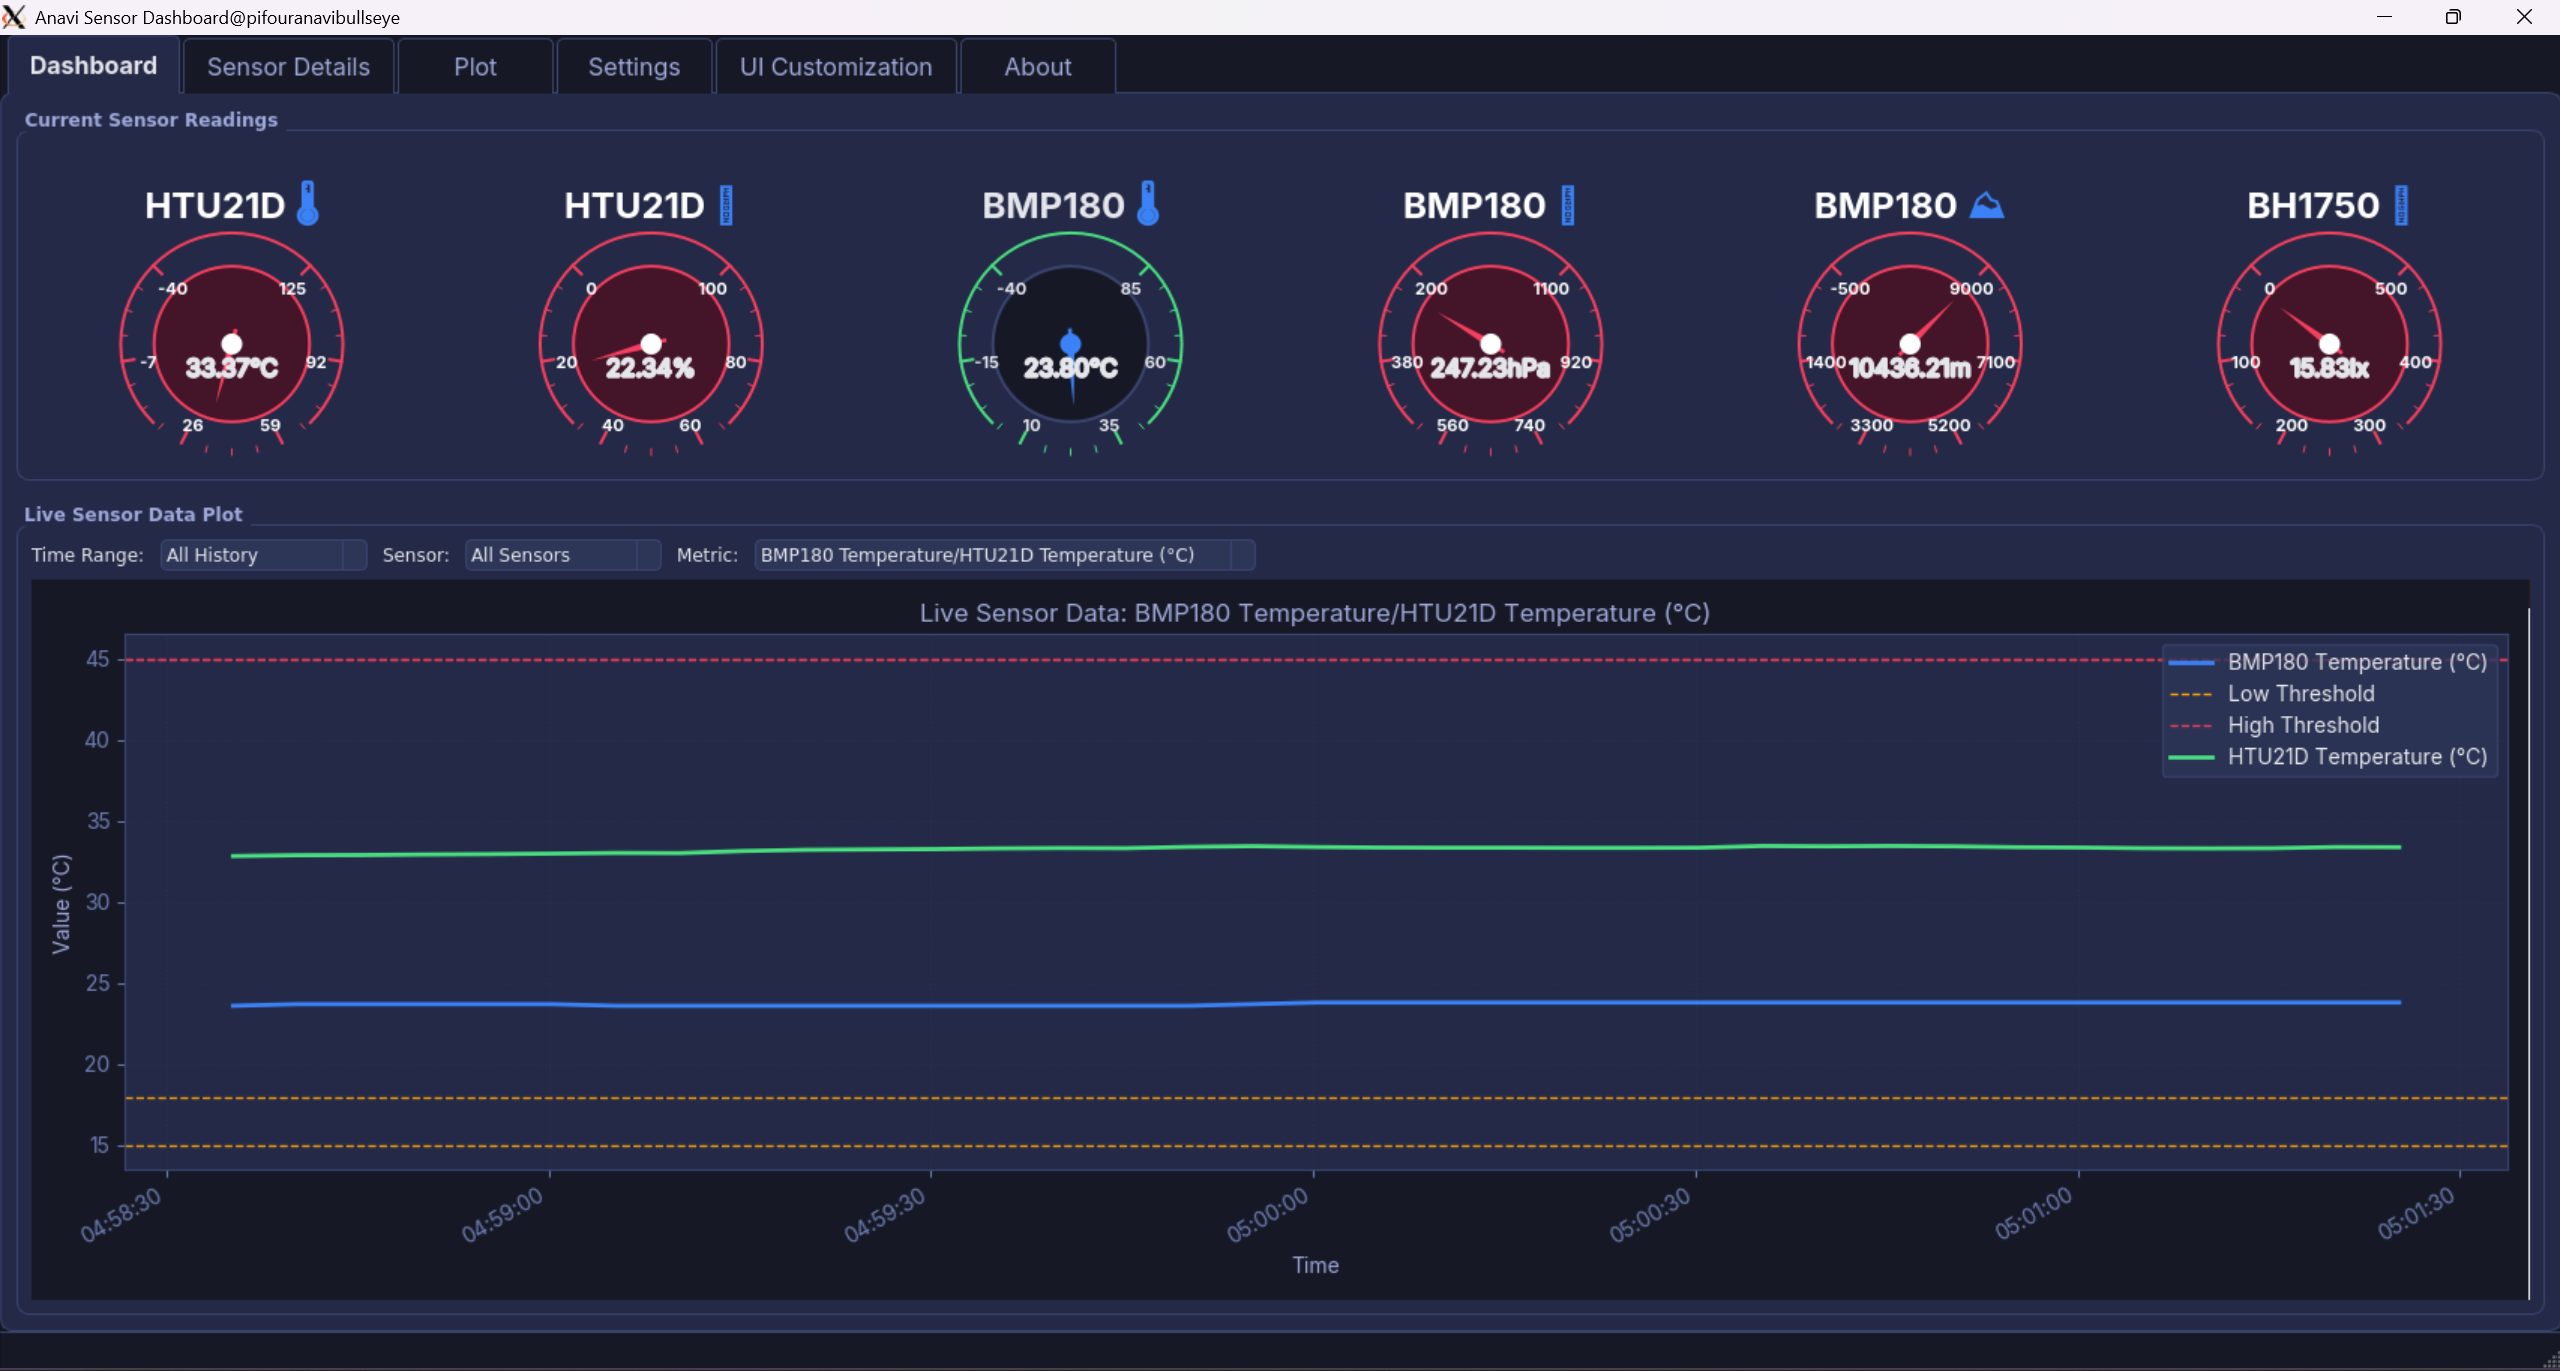 Anavi Sensor Dashboard@pifouranavibullseye
Dashboard Sensor Details Plot Settings UI Customization About
Current Sensor Readings
HTU21D HTU21D BMP180 BMP180 BMP180 BH1750
-40 125 0 100 -40 85 200 1100 -500 9000 0 500
-7 92 20 80 -15 60 380 920 1400 7100 100 400
33.37°C 22.34% 23.80°C 247.23hPa 10436.21m 15.83lx
26 59 40 60 10 35 560 740 3300 5200 200 300
Live Sensor Data Plot
Time Range: All History Sensor: All Sensors Metric: BMP180 Temperature/HTU21D Temperature (°C)
Live Sensor Data: BMP180 Temperature/HTU21D Temperature (°C)
BMP180 Temperature (°C)
Low Threshold
High Threshold
HTU21D Temperature (°C)
45
40
35
30
25
20
15
Value (°C)
04:58:30 04:59:00 04:59:30 05:00:00 05:00:30 05:01:00 05:01:30
Time